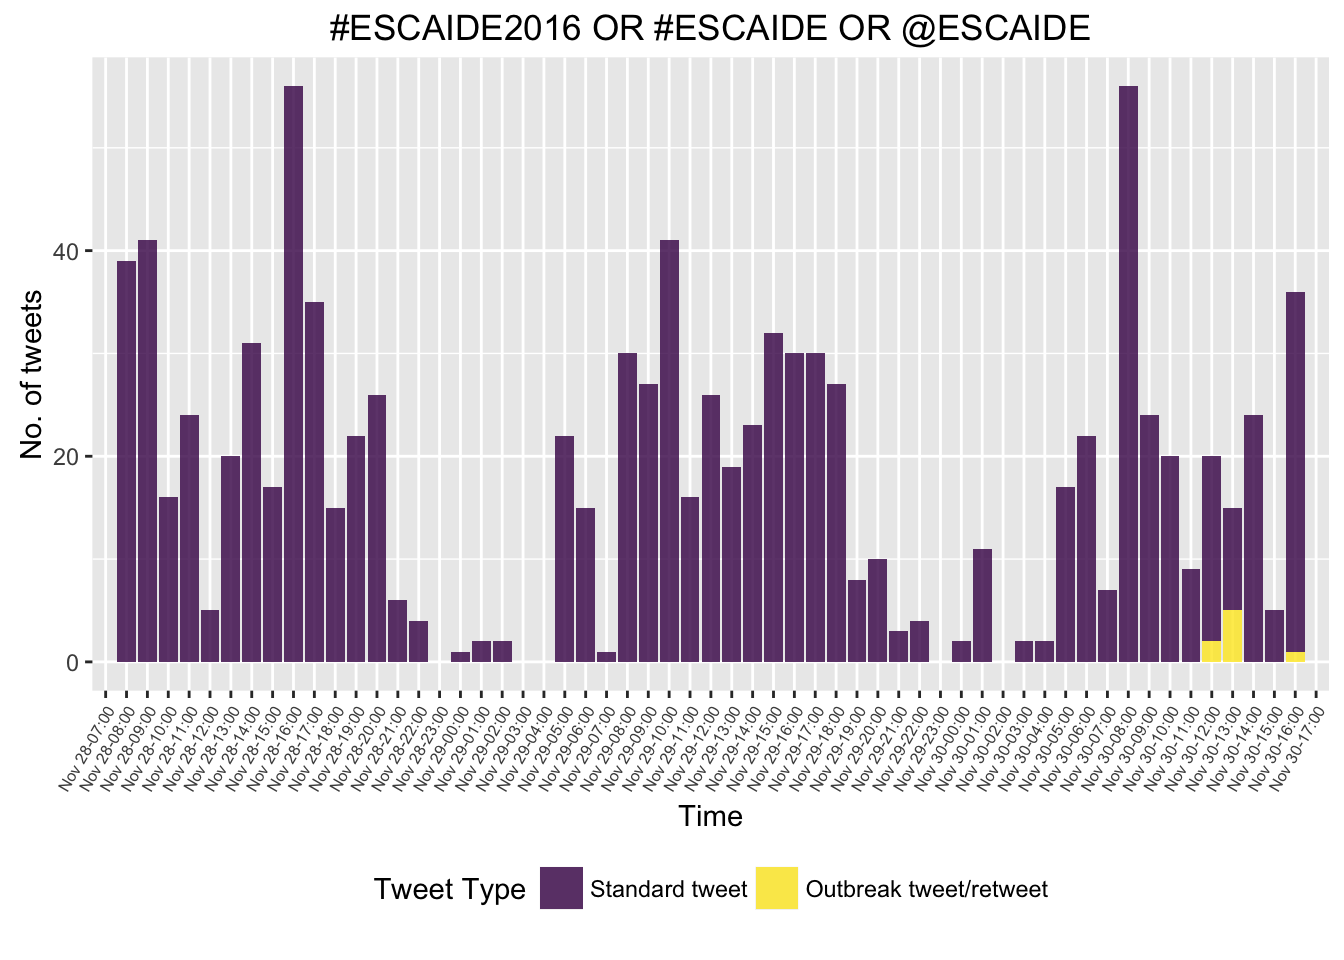 #ESCAIDE2016 OR #ESCAIDE OR @ESCAIDE
No. of tweets
40
20
0
Nov 28-07:00
Nov 28-08:00
Nov 28-09:00
Nov 28-10:00
Nov 28-11:00
Nov 28-12:00
Nov 28-13:00
Nov 28-14:00
Nov 28-15:00
Nov 28-16:00
Nov 28-17:00
Nov 28-18:00
Nov 28-19:00
Nov 28-20:00
Nov 28-21:00
Nov 28-22:00
Nov 28-23:00
Nov 29-00:00
Nov 29-01:00
Nov 29-02:00
Nov 29-03:00
Nov 29-04:00
Nov 29-05:00
Nov 29-06:00
Nov 29-07:00
Nov 29-08:00
Nov 29-09:00
Nov 29-10:00
Nov 29-11:00
Nov 29-12:00
Nov 29-13:00
Nov 29-14:00
Nov 29-15:00
Nov 29-16:00
Nov 29-17:00
Nov 29-18:00
Nov 29-19:00
Nov 29-20:00
Nov 29-21:00
Nov 29-22:00
Nov 29-23:00
Nov 30-00:00
Nov 30-01:00
Nov 30-02:00
Nov 30-03:00
Nov 30-04:00
Nov 30-05:00
Nov 30-06:00
Nov 30-07:00
Nov 30-08:00
Nov 30-09:00
Nov 30-10:00
Nov 30-11:00
Nov 30-12:00
Nov 30-13:00
Nov 30-14:00
Nov 30-15:00
Nov 30-16:00
Nov 30-17:00
Time
Tweet Type Standard tweet Outbreak tweet/retweet